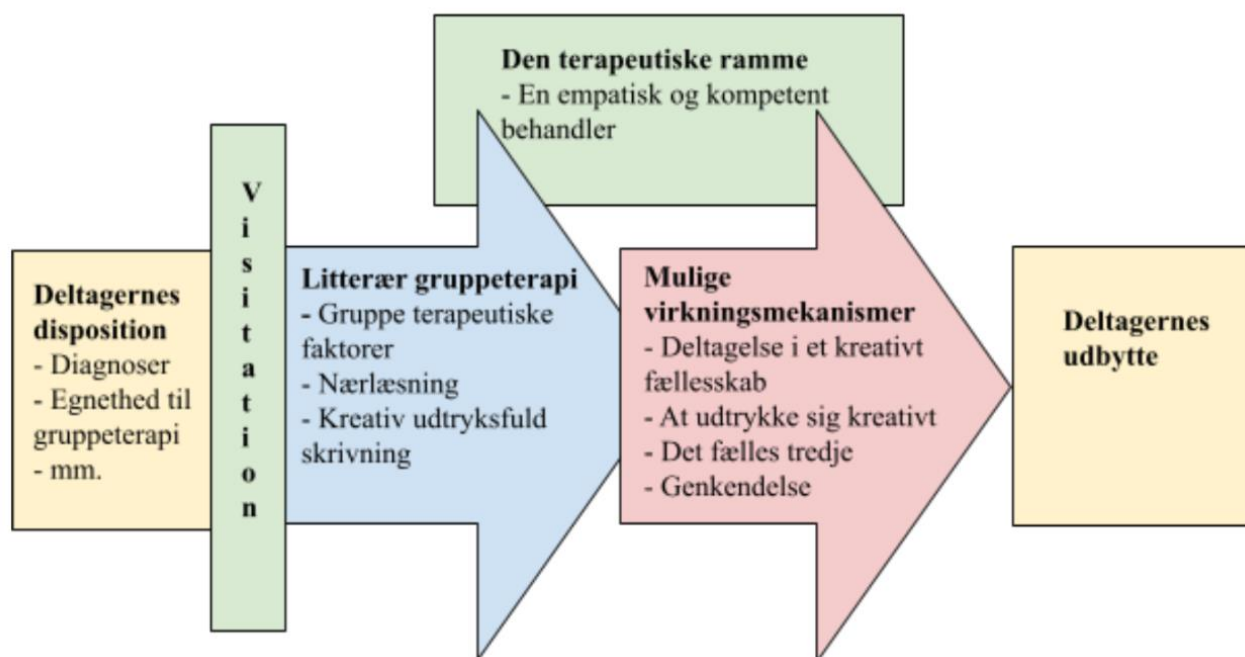 Den terapeutiske ramme
- En empatisk og kompetent
behandler
Deltagernes
disposition
- Diagnoser
- Egnethed til
gruppeterapi
- mm.
V
i
s
i
t
a
t
i
o
n
Litterær gruppeterapi
- Gruppe terapeutiske
faktorer
- Nærlæsning
- Kreativ udtryksfuld
skrivning
Mulige
virkningsmekanismer
- Deltagelse i et kreativt
fællesskab
- At udtrykke sig kreativt
- Det fælles tredje
- Genkendelse
Deltagernes
udbytte